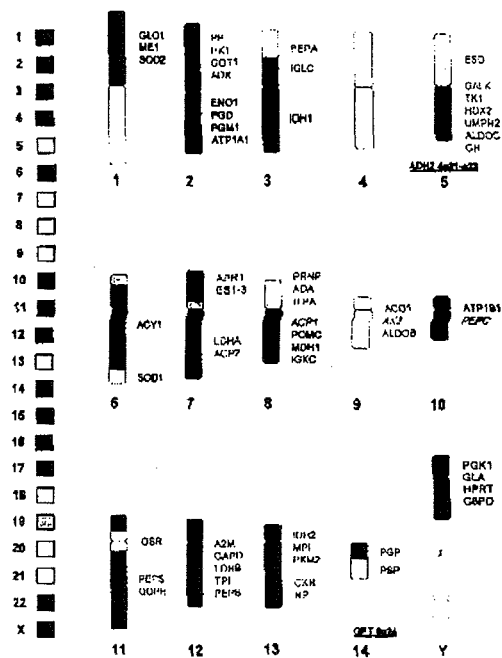 1
2
3
4
5
6
7
8
9
10
11
12
13
14
15
16
17
18
19
20
21
22
X
GLO1
ME1
SOD2
1
PP
GOT1
ADK
ENO1
PGD
PGM1
ATP1A1
2
PEPA
IGLC
IDH1
3
4
ESD
GALK
TK1
HOX2
UMPH2
ALDOC
GH
5
ACY1
SOD1
6
ES1-3
LDHA
ACP2
7
PRNP
ADA
ITPA
ACP1
POMC
MDH1
IGKC
8
ACO1
AK3
ALDOB
9
ATP1B1
PEPC
10
GSR
PEPS
11
A2M
GAPD
LDHB
TPI
PEPB
12
IDH2
MPI
PKM2
13
PGP
PSP
14
PGK1
GLA
HPRT
G6PD
X
Y